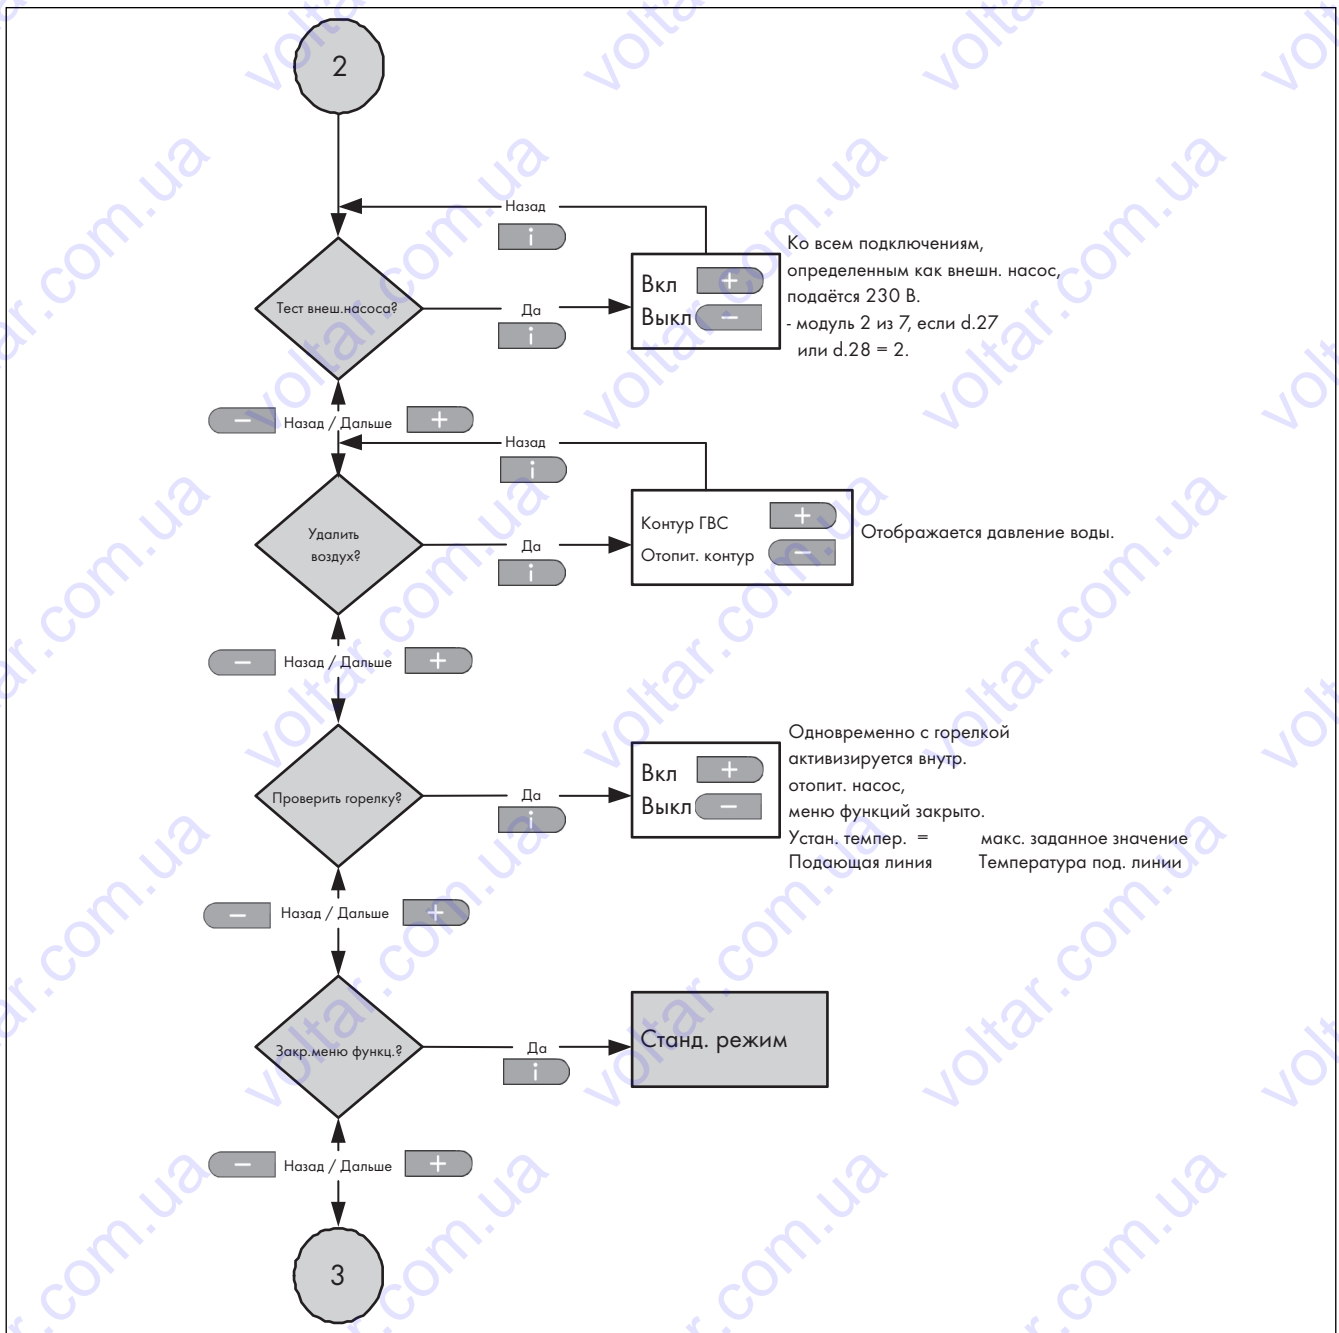 2
Назад
i
Тест внеш.насоса?
Да
i
Вкл +
Выкл −
Ко всем подключениям,
определенным как внешн. насос,
подаётся 230 В.
- модуль 2 из 7, если d.27
или d.28 = 2.
− Назад / Дальше +
Назад
i
Удалить
воздух?
Да
i
Контур ГВС +
Отопит. контур −
Отображается давление воды.
− Назад / Дальше +
Проверить горелку?
Да
i
Вкл +
Выкл −
Одновременно с горелкой
активизируется внутр.
отопит. насос,
меню функций закрыто.
Устан. темпер. = макс. заданное значение
Подающая линия Температура под. линии
− Назад / Дальше +
Закр.меню функц.?
Да
i
Станд. режим
− Назад / Дальше +
3
voltar.com.ua